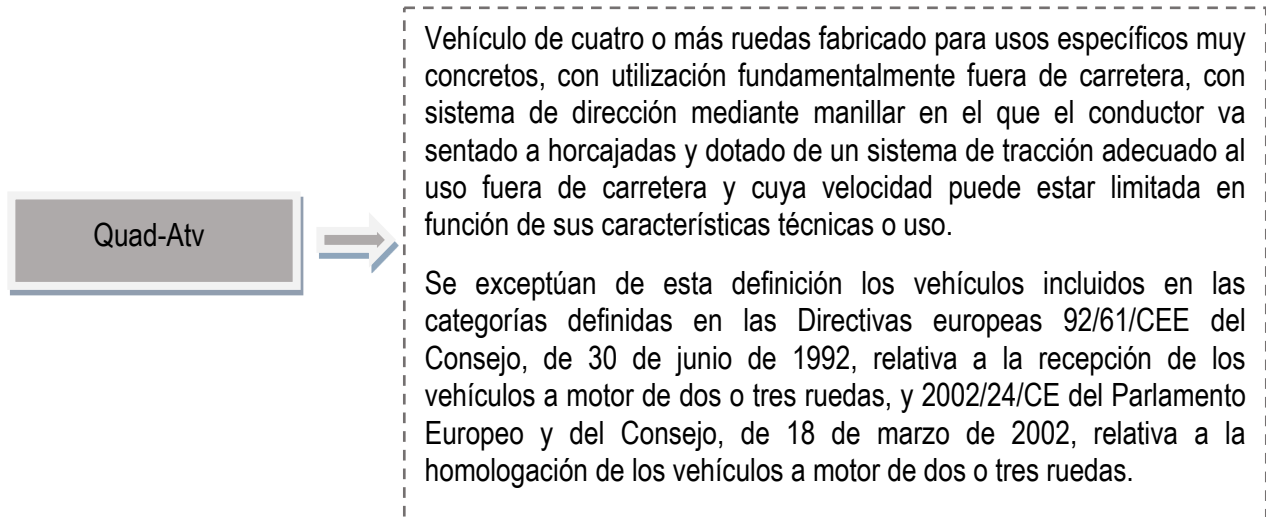 Quad-Atv
Vehículo de cuatro o más ruedas fabricado para usos específicos muy
concretos, con utilización fundamentalmente fuera de carretera, con
sistema de dirección mediante manillar en el que el conductor va
sentado a horcajadas y dotado de un sistema de tracción adecuado al
uso fuera de carretera y cuya velocidad puede estar limitada en
función de sus características técnicas o uso.
Se exceptúan de esta definición los vehículos incluidos en las
categorías definidas en las Directivas europeas 92/61/CEE del
Consejo, de 30 de junio de 1992, relativa a la recepción de los
vehículos a motor de dos o tres ruedas, y 2002/24/CE del Parlamento
Europeo y del Consejo, de 18 de marzo de 2002, relativa a la
homologación de los vehículos a motor de dos o tres ruedas.